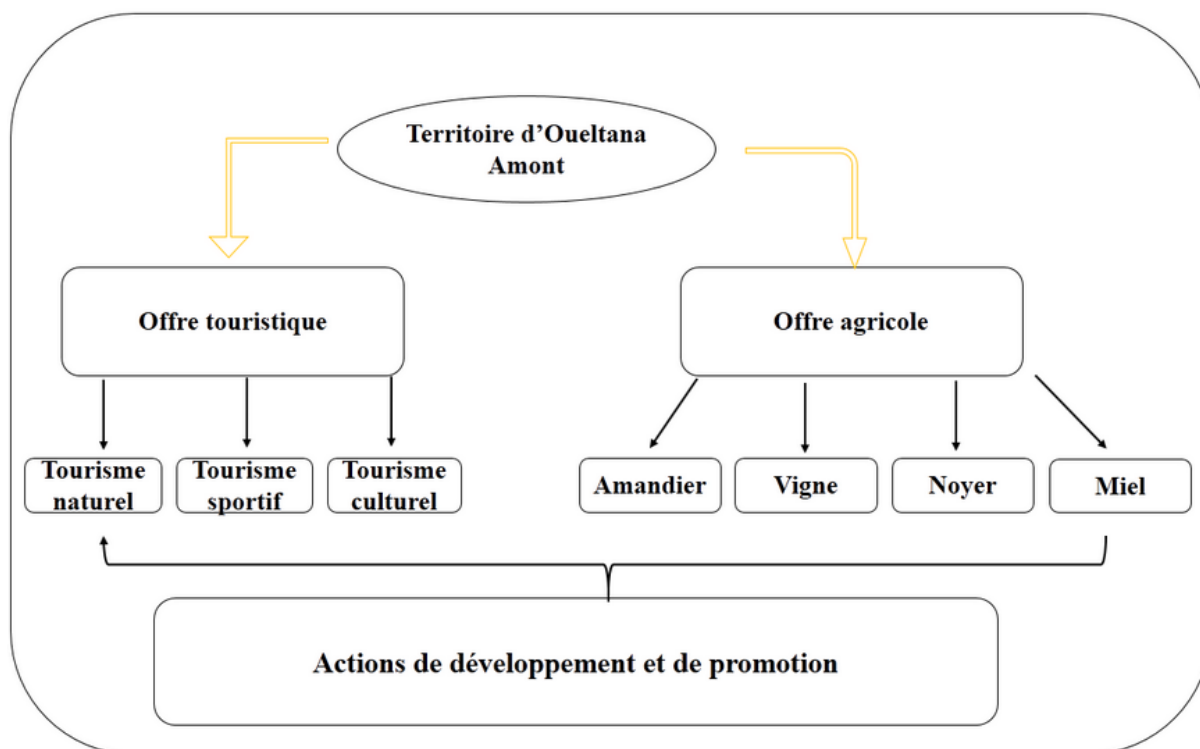 Territoire d'Oueltana
Amont
Offre touristique
Offre agricole
Tourisme
naturel
Tourisme
sportif
Tourisme
culturel
Amandier
Vigne
Noyer
Miel
Actions de développement et de promotion